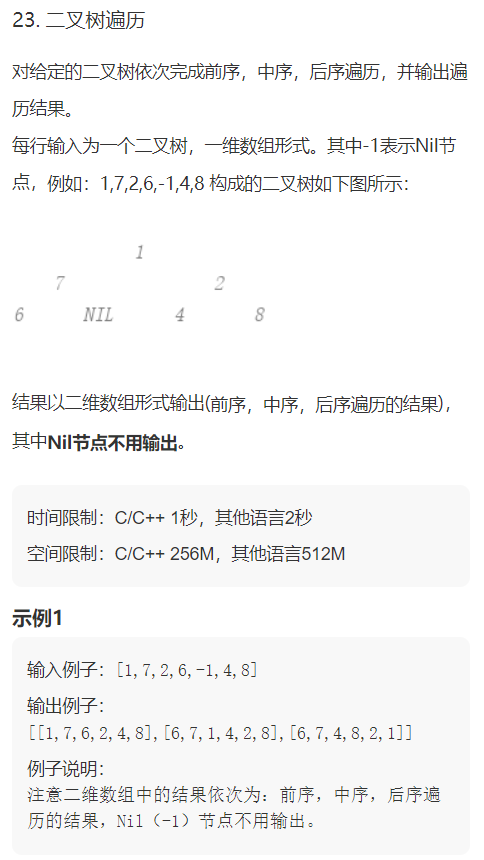 23. 二叉树遍历
对给定的二叉树依次完成前序，中序，后序遍历，并输出遍
历结果。
每行输入为一个二叉树，一维数组形式。其中-1表示Nil节
点，例如：1,7,2,6,-1,4,8 构成的二叉树如下图所示：
1
7 2
6 NIL 4 8
结果以二维数组形式输出(前序，中序，后序遍历的结果)，
其中Nil节点不用输出。
时间限制：C/C++ 1秒，其他语言2秒
空间限制：C/C++ 256M，其他语言512M
示例1
输入例子：[1,7,2,6,-1,4,8]
输出例子：
[[1,7,6,2,4,8],[6,7,1,4,2,8],[6,7,4,8,2,1]]
例子说明：
注意二维数组中的结果依次为：前序，中序，后序遍
历的结果，Nil（-1）节点不用输出。